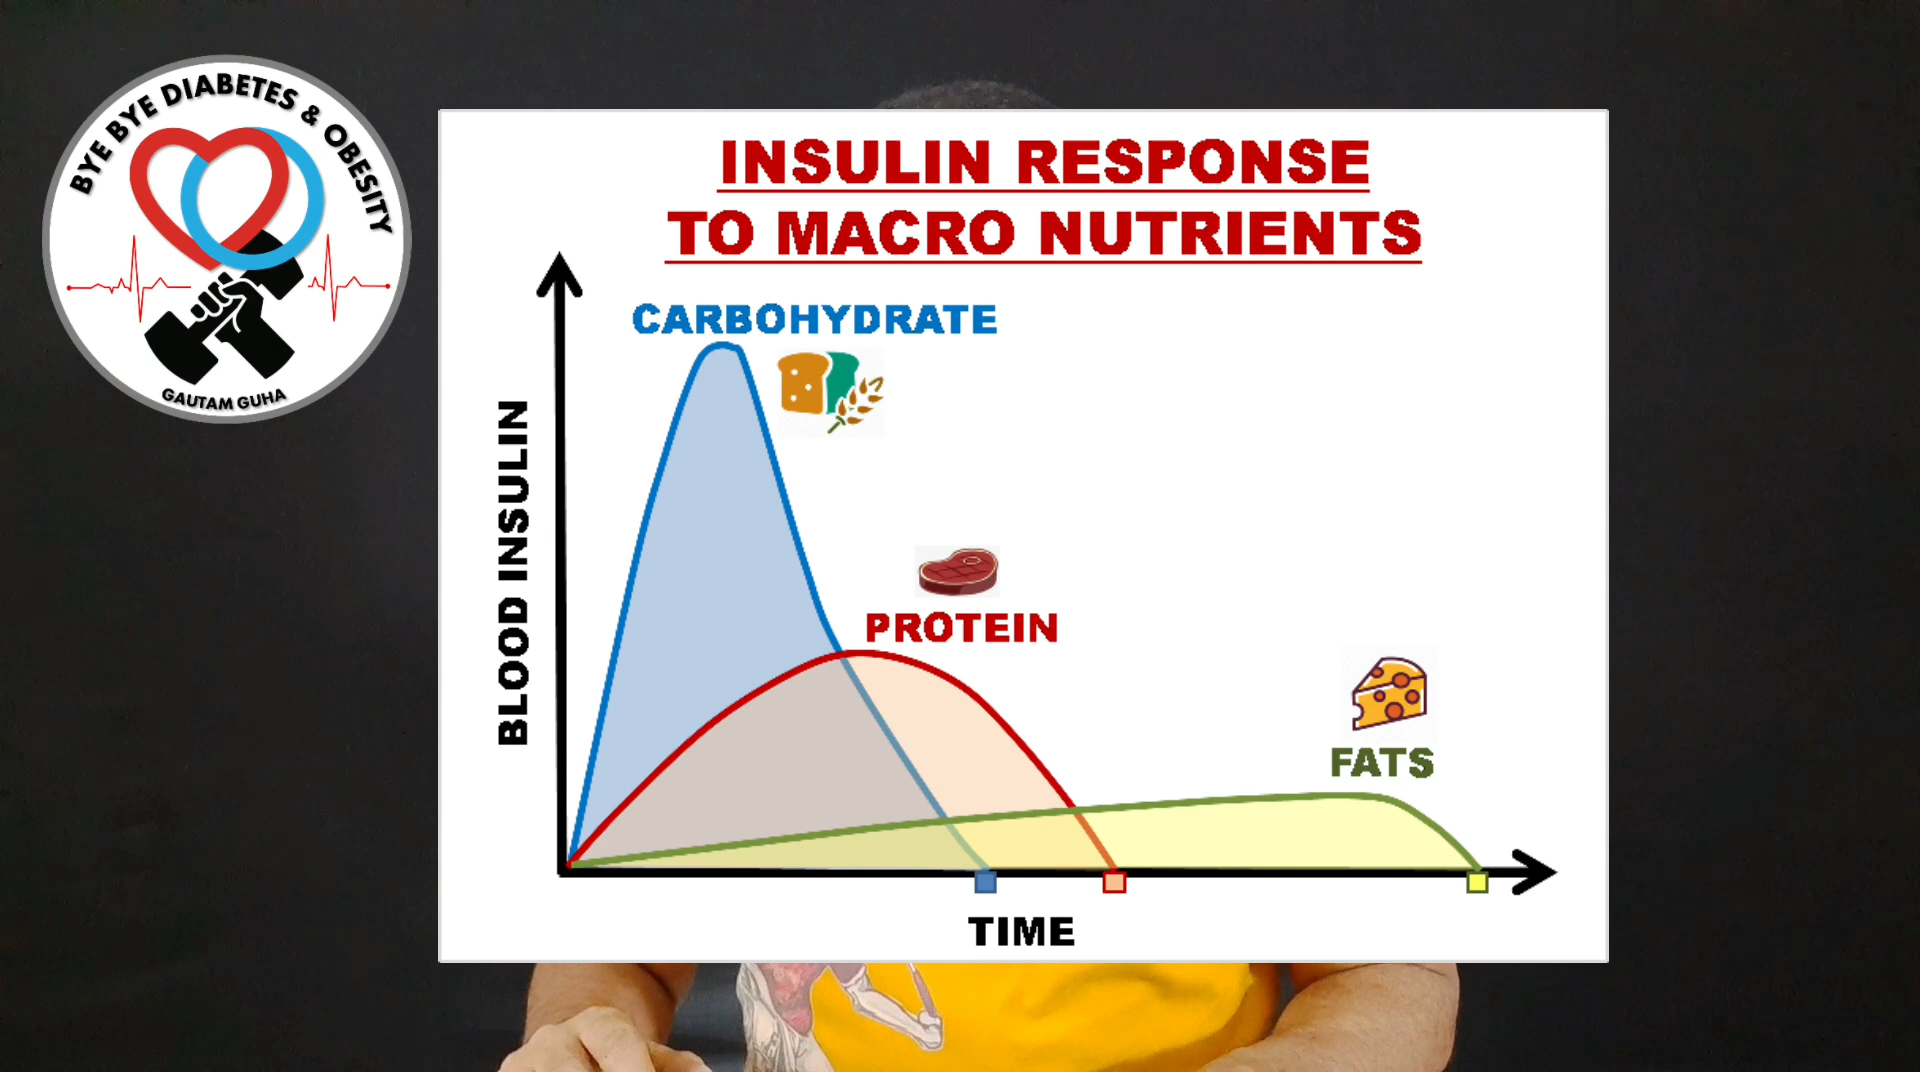 BYE BYE DIABETES & OBESITY
GAUTAM GUHA
INSULIN RESPONSE
TO MACRO NUTRIENTS
CARBOHYDRATE
PROTEIN
FATS
BLOOD INSULIN
TIME